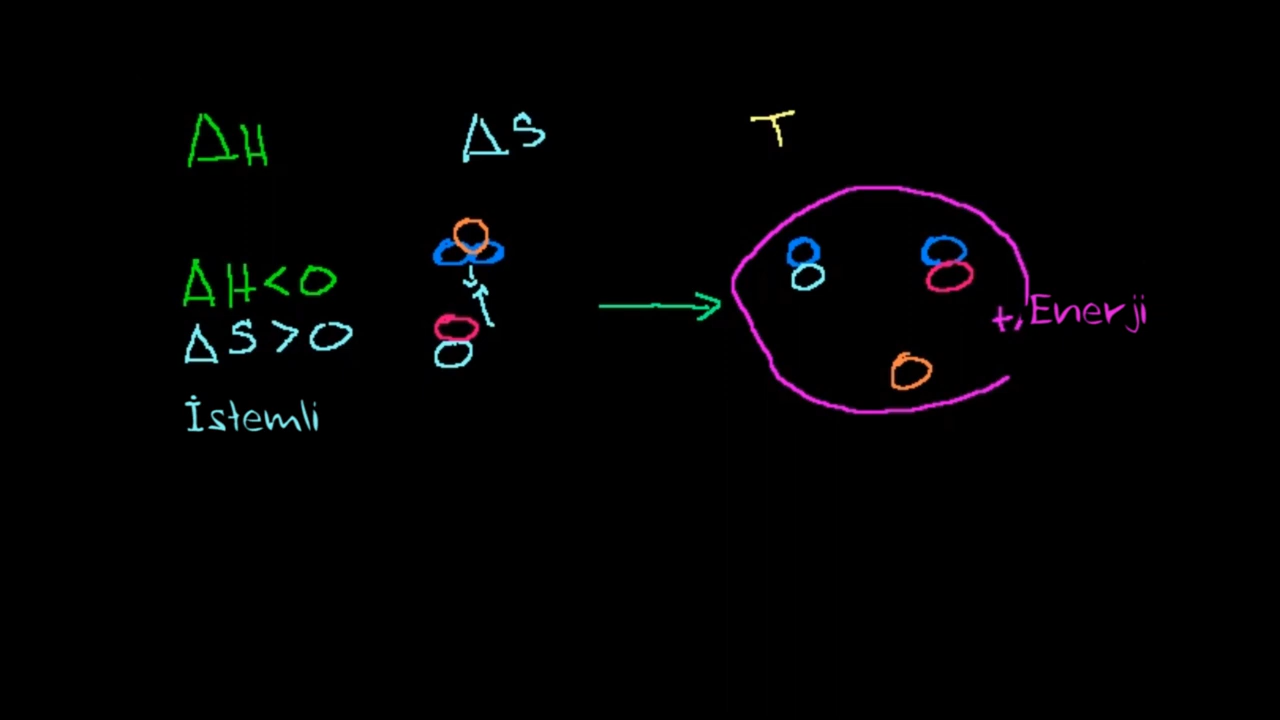 ΔH ΔS T
ΔH<0
ΔS>0
+, Enerji
İstemli